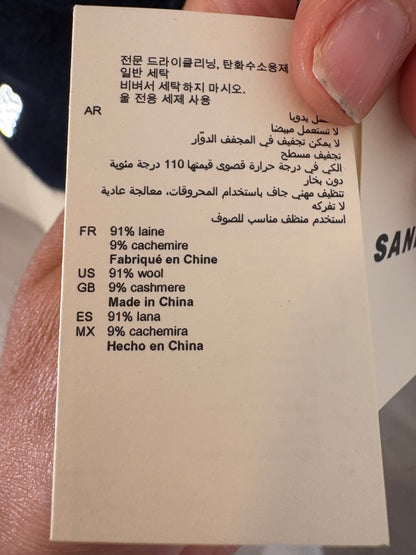 전문 드라이클리닝, 탄화수소용제
일반 세탁
비벼서 세탁하지 마시오.
울 전용 세제 사용
AR
يدويا
لا تستعمل مبيضا
لا يمكن تجفيف في المجفف الدوّار
تجفيف مسطح
الكي في درجة حرارة قصوى قيمتها 110 درجة مئوية
دون بخار
تنظيف مهني جاف باستخدام المحروقات، معالجة عادية
لا تفركه
استخدم منظف مناسب للصوف
FR 91% laine
9% cachemire
Fabriqué en Chine
US 91% wool
GB 9% cashmere
Made in China
ES 91% lana
MX 9% cachemira
Hecho en China